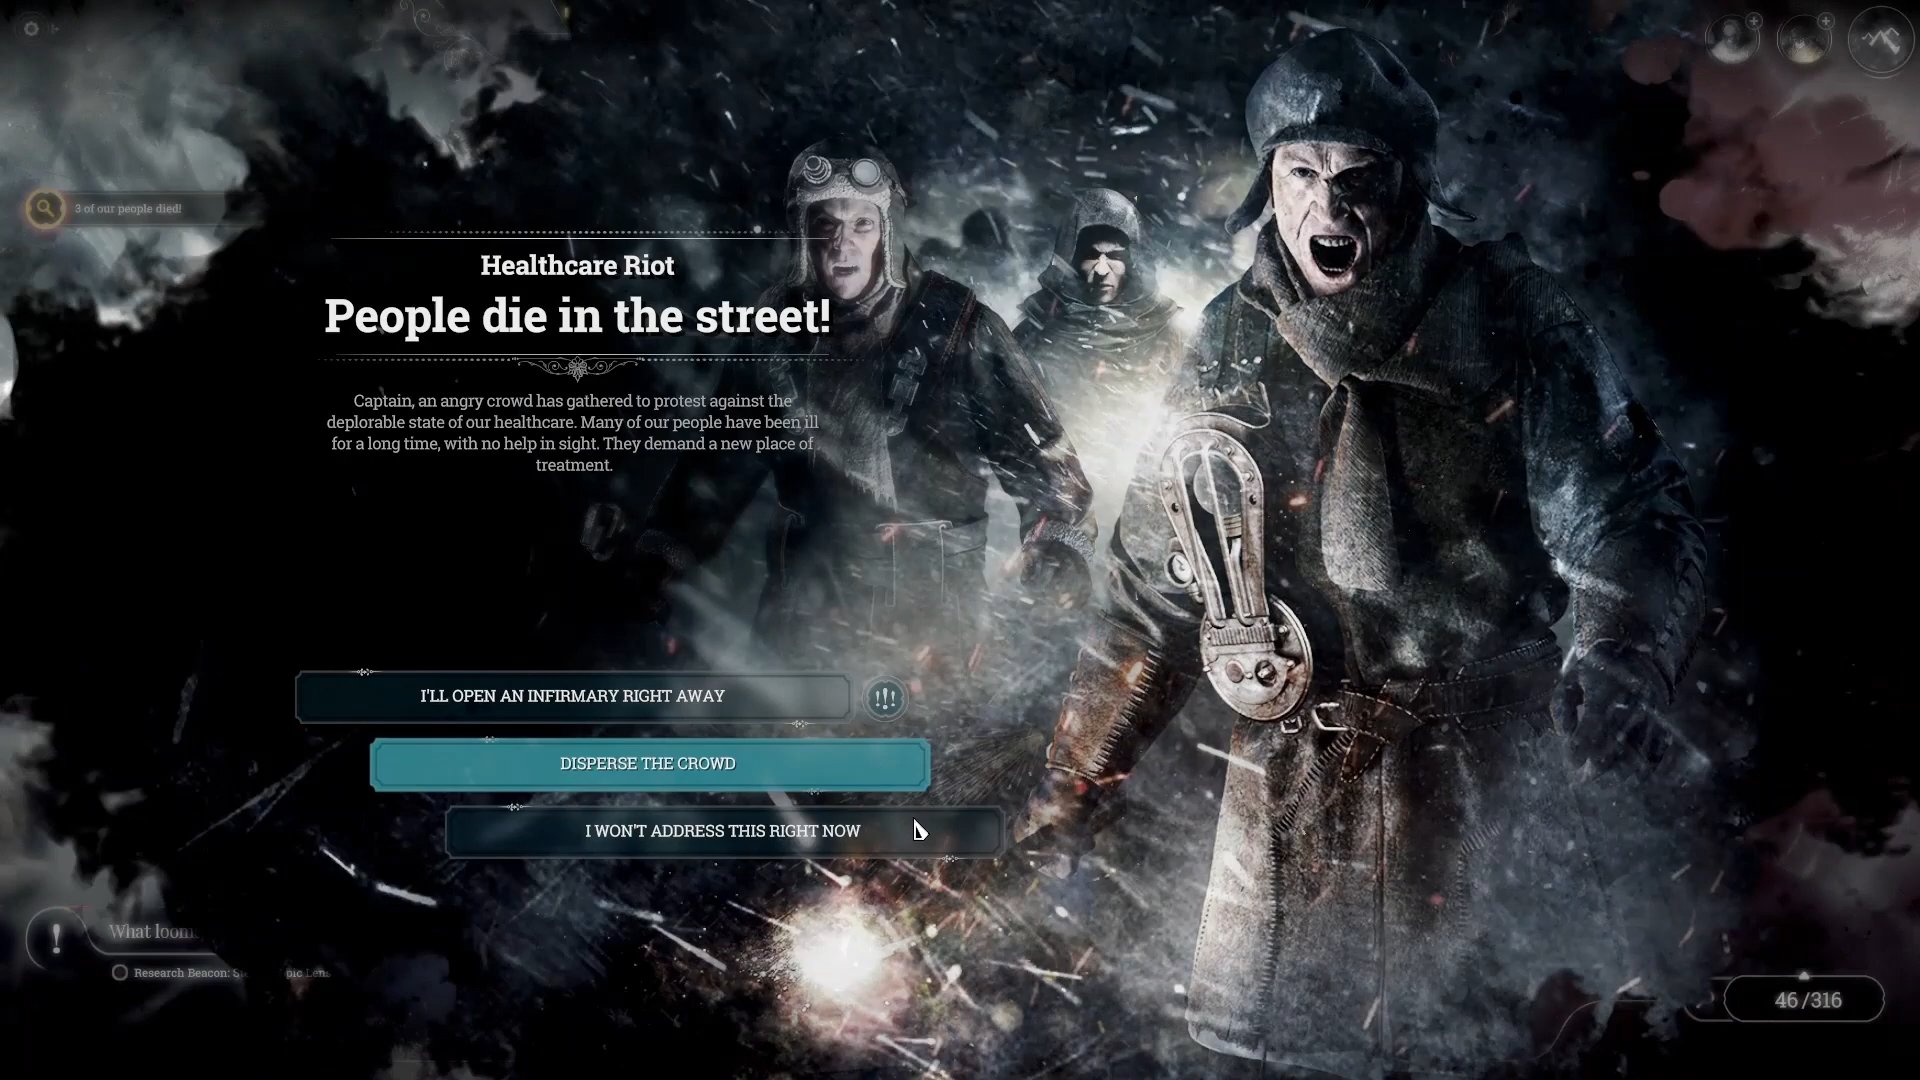 3 of our people died!
Healthcare Riot
People die in the street!
Captain, an angry crowd has gathered to protest against the
deplorable state of our healthcare. Many of our people have been ill
for a long time, with no help in sight. They demand a new place of
treatment.
I'LL OPEN AN INFIRMARY RIGHT AWAY
DISPERSE THE CROWD
I WON'T ADDRESS THIS RIGHT NOW
What
Research Beacon:
46/316